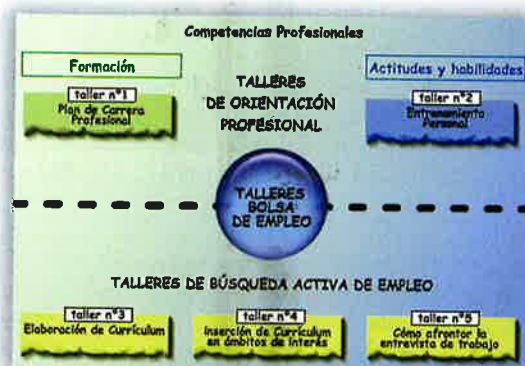 Competencias Profesionales
Formación
Actitudes y habilidades
TALLERES
DE ORIENTACIÓN
PROFESIONAL
taller nº1
Plan de Carrera
Profesional
taller nº2
Entrenamiento
Personal
TALLERES
BOLSA
DE EMPLEO
TALLERES DE BÚSQUEDA ACTIVA DE EMPLEO
taller nº3
Elaboración de Currículum
taller nº4
Inserción de Currículum
en ámbitos de interés
taller nº5
Cómo afrontar la
entrevista de trabajo